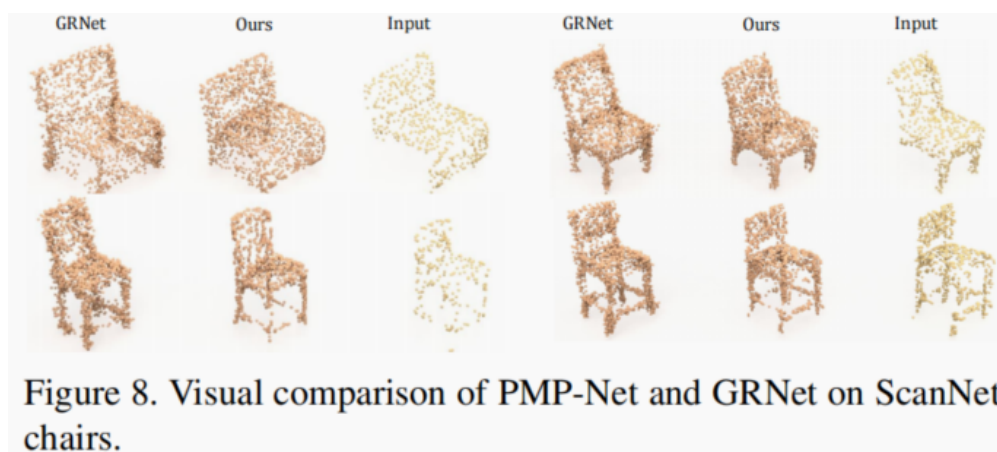 GRNet Ours Input GRNet Ours Input
Figure 8. Visual comparison of PMP-Net and GRNet on ScanNet
chairs.